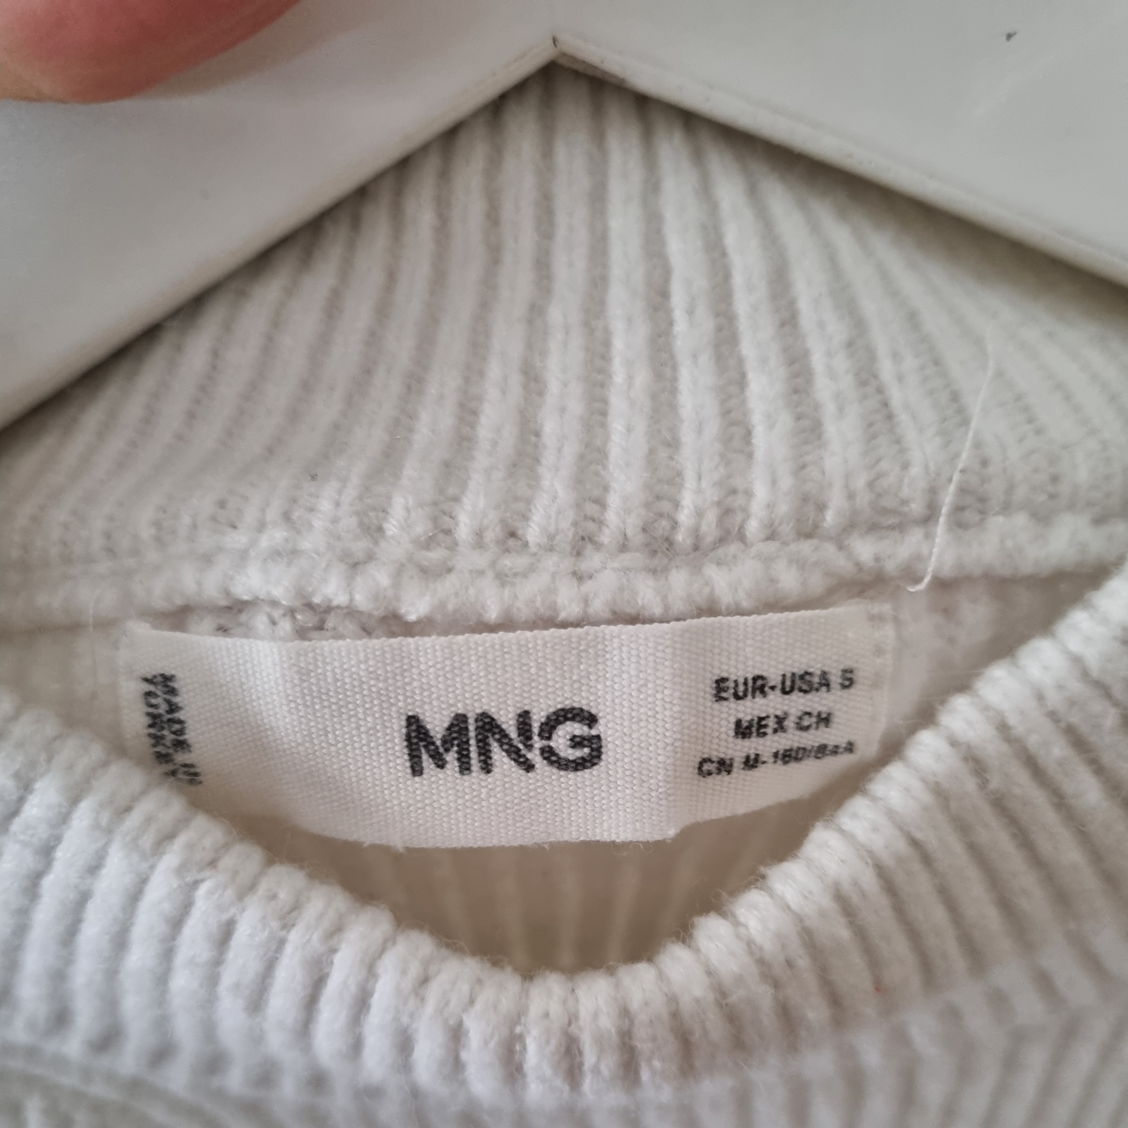 MADE IN
TURKEY
MNG
EUR-USA S
MEX CH
CN M-160/84A